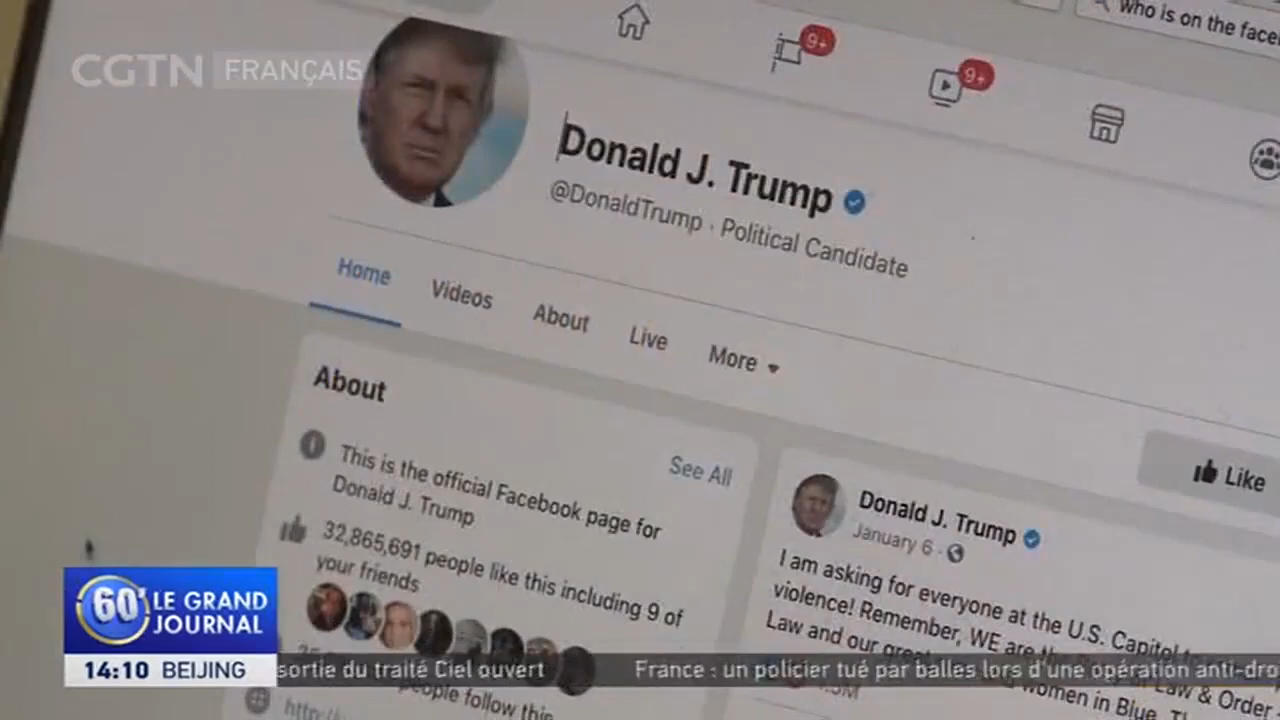 CGTN FRANÇAIS
who is on the face
9+
9+
Donald J. Trump
@DonaldTrump · Political Candidate
Home Videos About Live More
About
See All
This is the official Facebook page for
Donald J. Trump
32,865,691 people like this including 9 of
your friends
people follow this
http:/
Like
Donald J. Trump
January 6 ·
I am asking for everyone at the U.S. Capitol
violence! Remember, WE are the
Law and our great
Law & Order
women in Blue.
60' LE GRAND
JOURNAL
14:10 BEIJING
sortie du traité Ciel ouvert France : un policier tué par balles lors d'une opération anti-dro